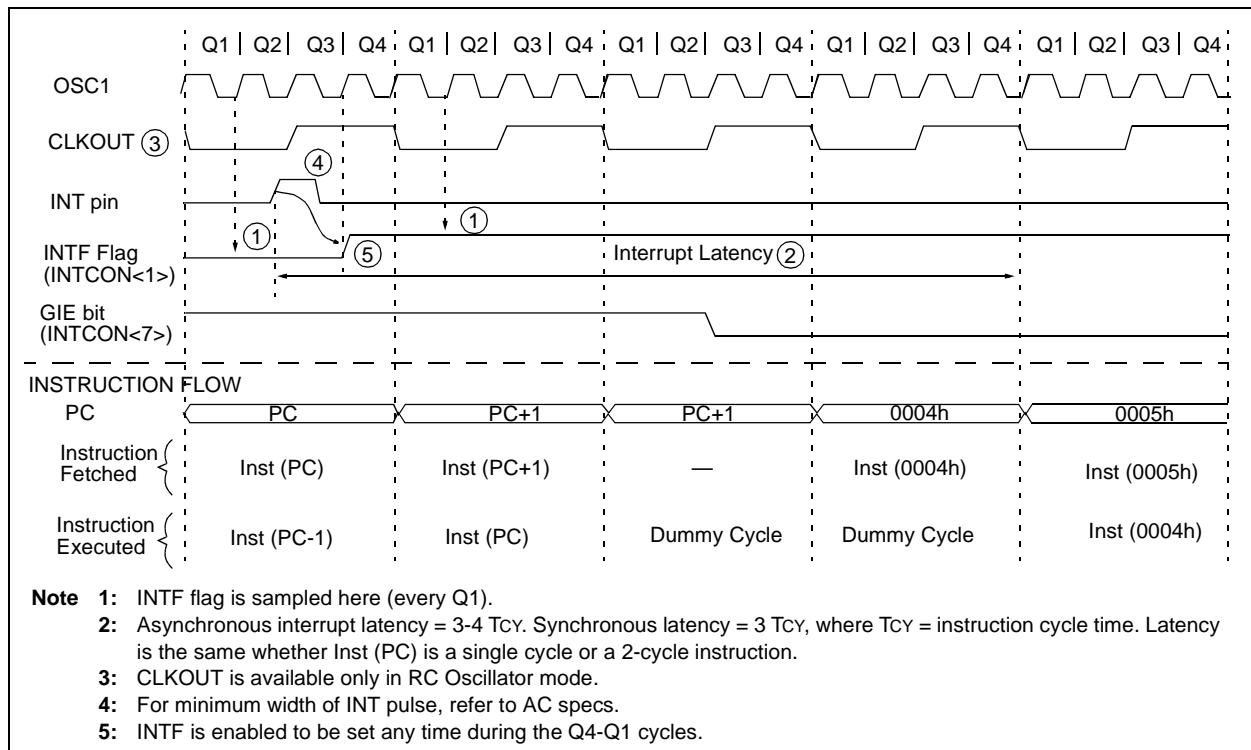 Q1 | Q2 | Q3 | Q4 Q1 | Q2 | Q3 | Q4 Q1 | Q2 | Q3 | Q4 Q1 | Q2 | Q3 | Q4 Q1 | Q2 | Q3 | Q4
OSC1
CLKOUT 3
4
INT pin
1 1
INTF Flag 5 Interrupt Latency 2
(INTCON<1>)
GIE bit
(INTCON<7>)
INSTRUCTION FLOW
PC PC PC+1 PC+1 0004h 0005h
Instruction
Fetched Inst (PC) Inst (PC+1) — Inst (0004h) Inst (0005h)
Instruction
Executed Inst (PC-1) Inst (PC) Dummy Cycle Dummy Cycle Inst (0004h)
Note 1: INTF flag is sampled here (every Q1).
2: Asynchronous interrupt latency = 3-4 TCY. Synchronous latency = 3 TCY, where TCY = instruction cycle time. Latency
is the same whether Inst (PC) is a single cycle or a 2-cycle instruction.
3: CLKOUT is available only in RC Oscillator mode.
4: For minimum width of INT pulse, refer to AC specs.
5: INTF is enabled to be set any time during the Q4-Q1 cycles.